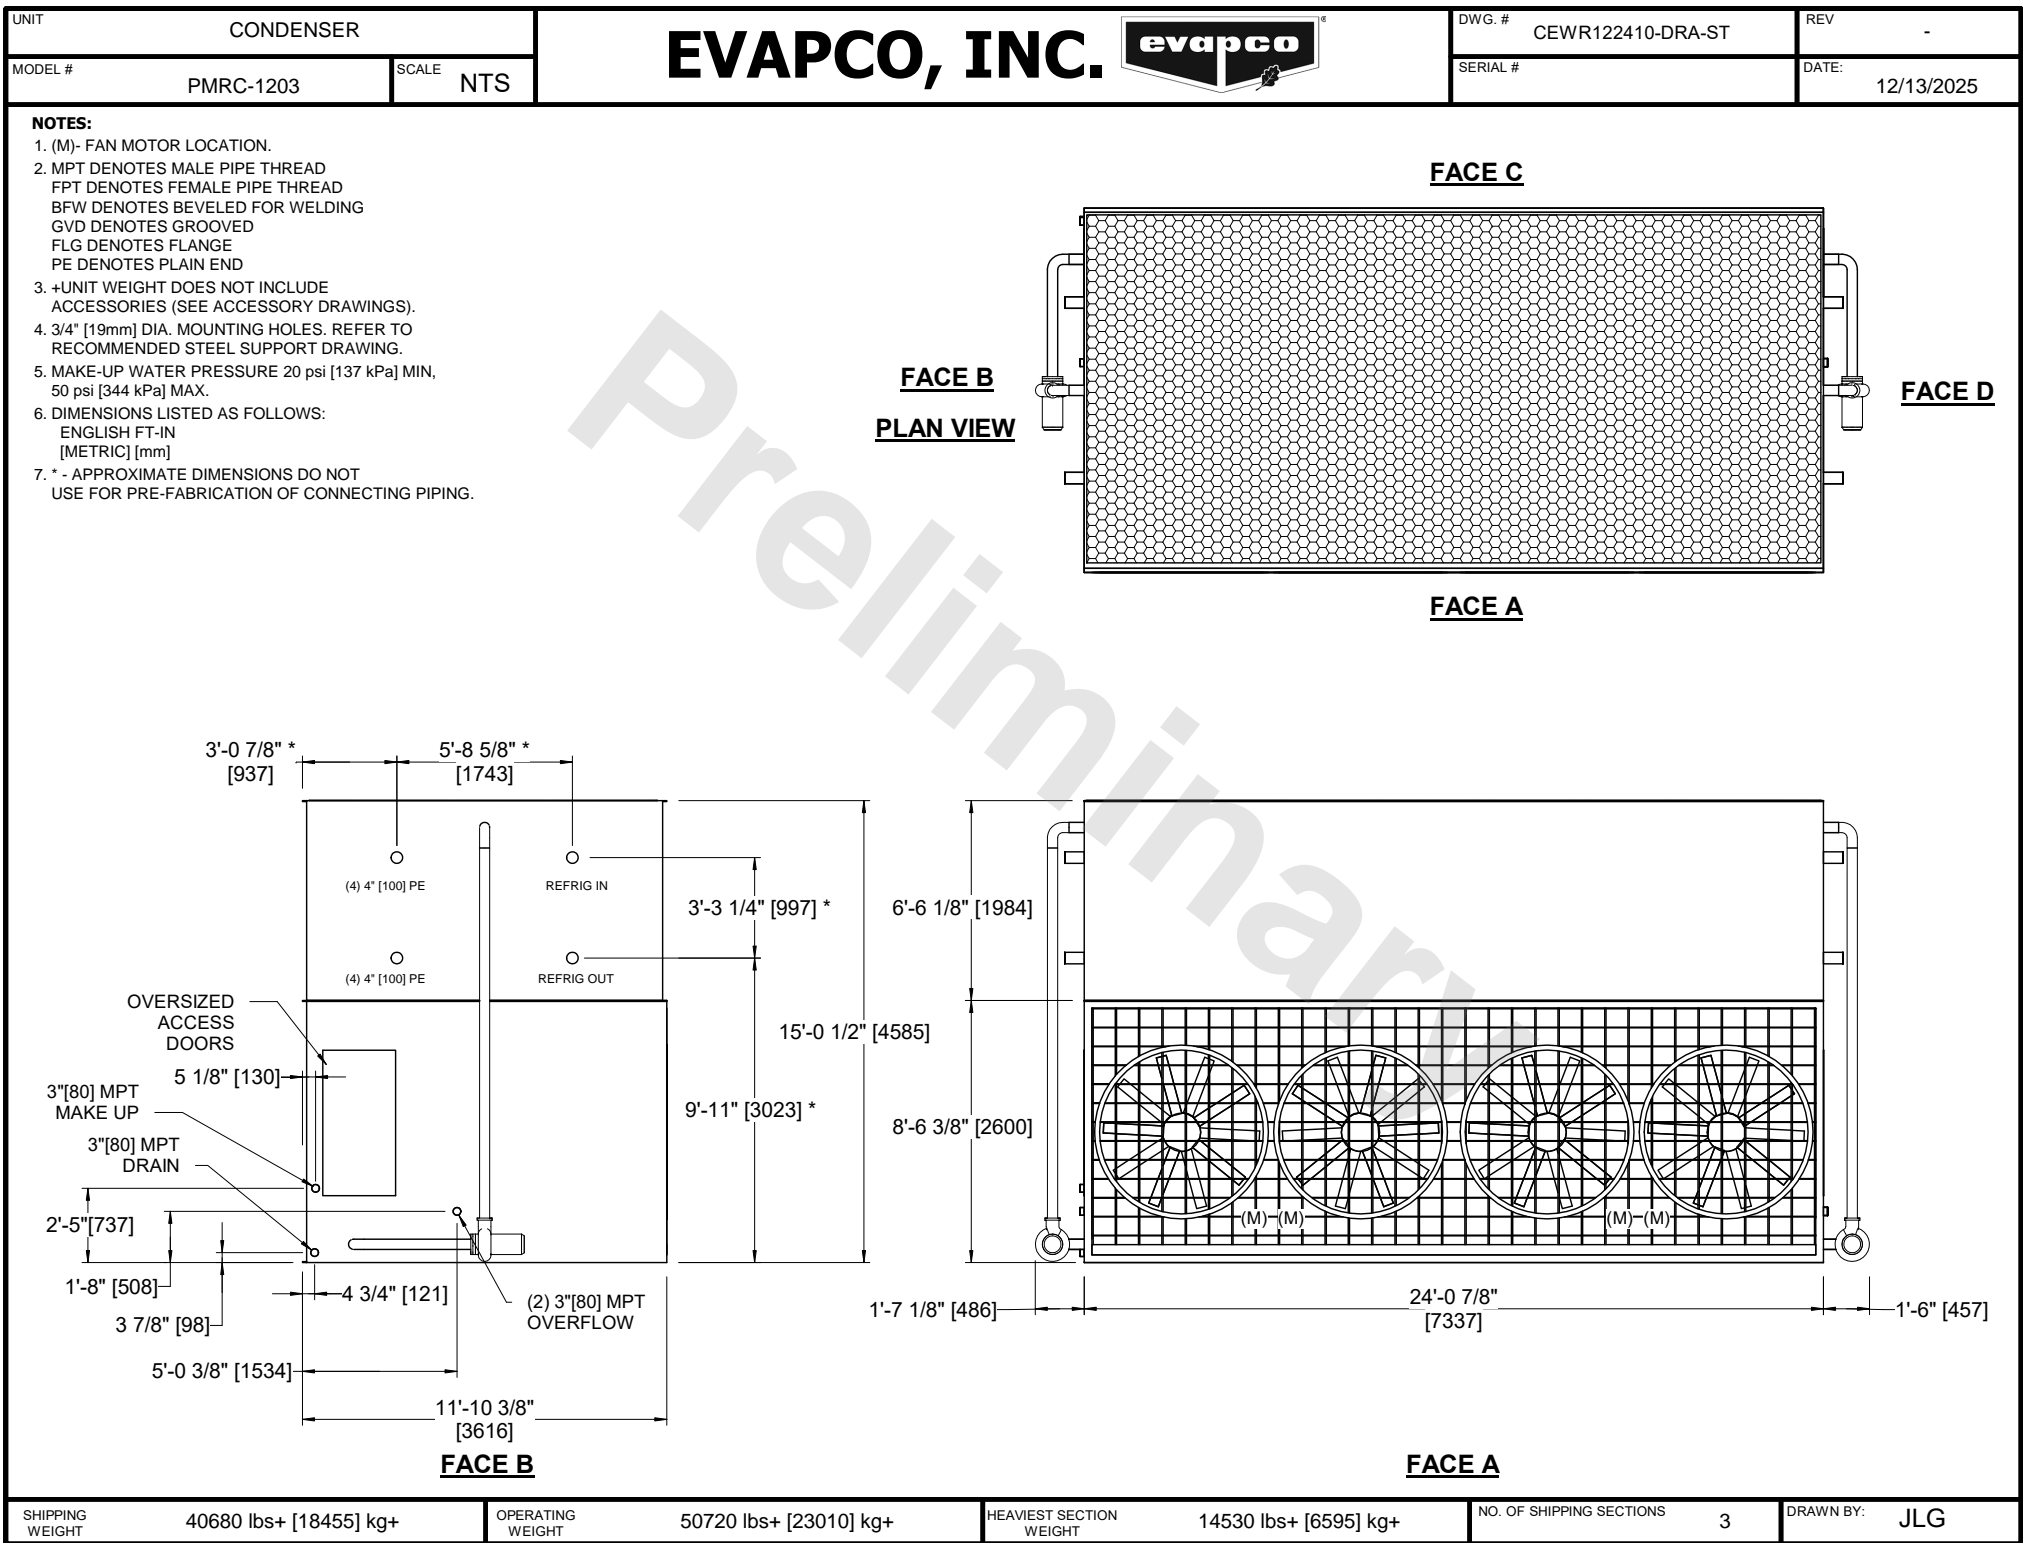 UNIT
CONDENSER
MODEL #
PMRC-1203
SCALE
NTS
EVAPCO, INC.
evapco
®
DWG. #
CEWR122410-DRA-ST
REV
-
SERIAL #
DATE:
12/13/2025
NOTES:
1. (M)- FAN MOTOR LOCATION.
2. MPT DENOTES MALE PIPE THREAD
FPT DENOTES FEMALE PIPE THREAD
BFW DENOTES BEVELED FOR WELDING
GVD DENOTES GROOVED
FLG DENOTES FLANGE
PE DENOTES PLAIN END
3. +UNIT WEIGHT DOES NOT INCLUDE
ACCESSORIES (SEE ACCESSORY DRAWINGS).
4. 3/4" [19mm] DIA. MOUNTING HOLES. REFER TO
RECOMMENDED STEEL SUPPORT DRAWING.
5. MAKE-UP WATER PRESSURE 20 psi [137 kPa] MIN,
50 psi [344 kPa] MAX.
6. DIMENSIONS LISTED AS FOLLOWS:
ENGLISH FT-IN
[METRIC] [mm]
7. * - APPROXIMATE DIMENSIONS DO NOT
USE FOR PRE-FABRICATION OF CONNECTING PIPING.
FACE C
FACE B
PLAN VIEW
FACE D
FACE A
Preliminary
3'-0 7/8" *
[937]
5'-8 5/8" *
[1743]
(4) 4" [100] PE
REFRIG IN
3'-3 1/4" [997] *
(4) 4" [100] PE
REFRIG OUT
OVERSIZED
ACCESS
DOORS
5 1/8" [130]
3"[80] MPT
MAKE UP
3"[80] MPT
DRAIN
2'-5"[737]
1'-8" [508]
3 7/8" [98]
4 3/4" [121]
(2) 3"[80] MPT
OVERFLOW
5'-0 3/8" [1534]
11'-10 3/8"
[3616]
15'-0 1/2" [4585]
9'-11" [3023] *
FACE B
6'-6 1/8" [1984]
8'-6 3/8" [2600]
(M) (M)
(M) (M)
1'-7 1/8" [486]
24'-0 7/8"
[7337]
1'-6" [457]
FACE A
SHIPPING
WEIGHT
40680 lbs+ [18455] kg+
OPERATING
WEIGHT
50720 lbs+ [23010] kg+
HEAVIEST SECTION
WEIGHT
14530 lbs+ [6595] kg+
NO. OF SHIPPING SECTIONS
3
DRAWN BY:
JLG